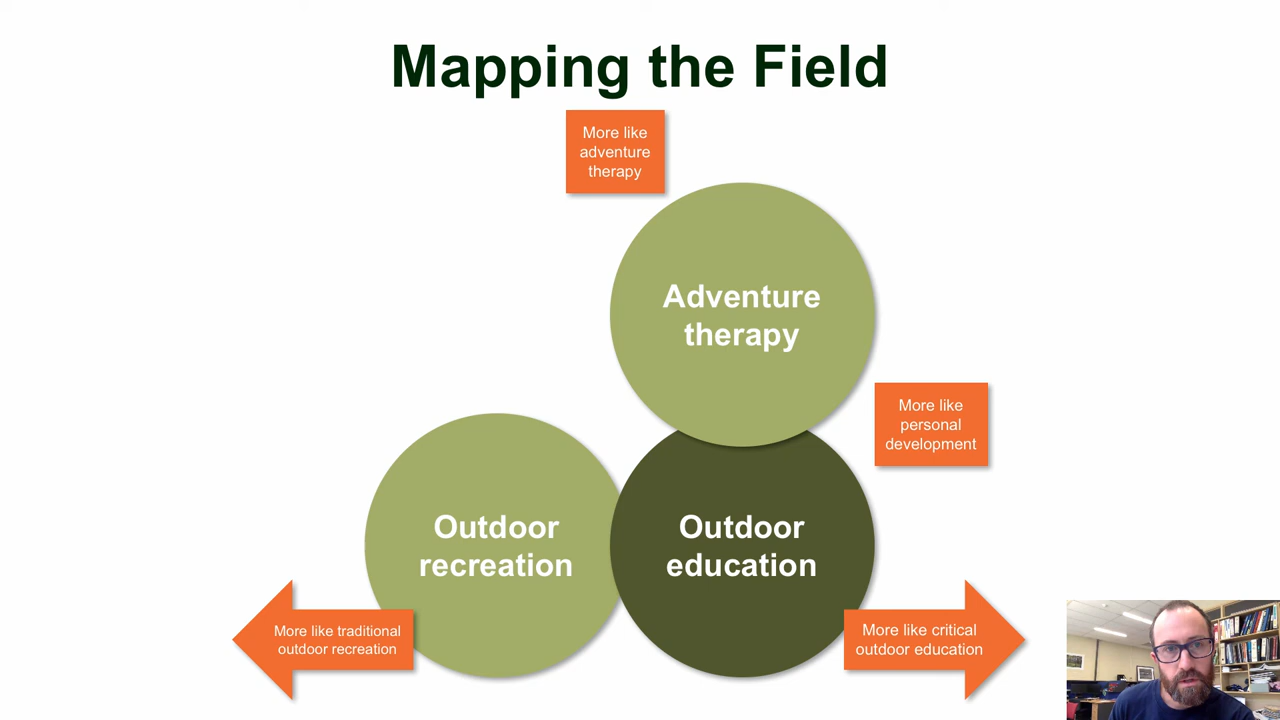 Mapping the Field
More like
adventure
therapy
Adventure
therapy
More like
personal
development
Outdoor
recreation
Outdoor
education
More like traditional
outdoor recreation
More like critical
outdoor education